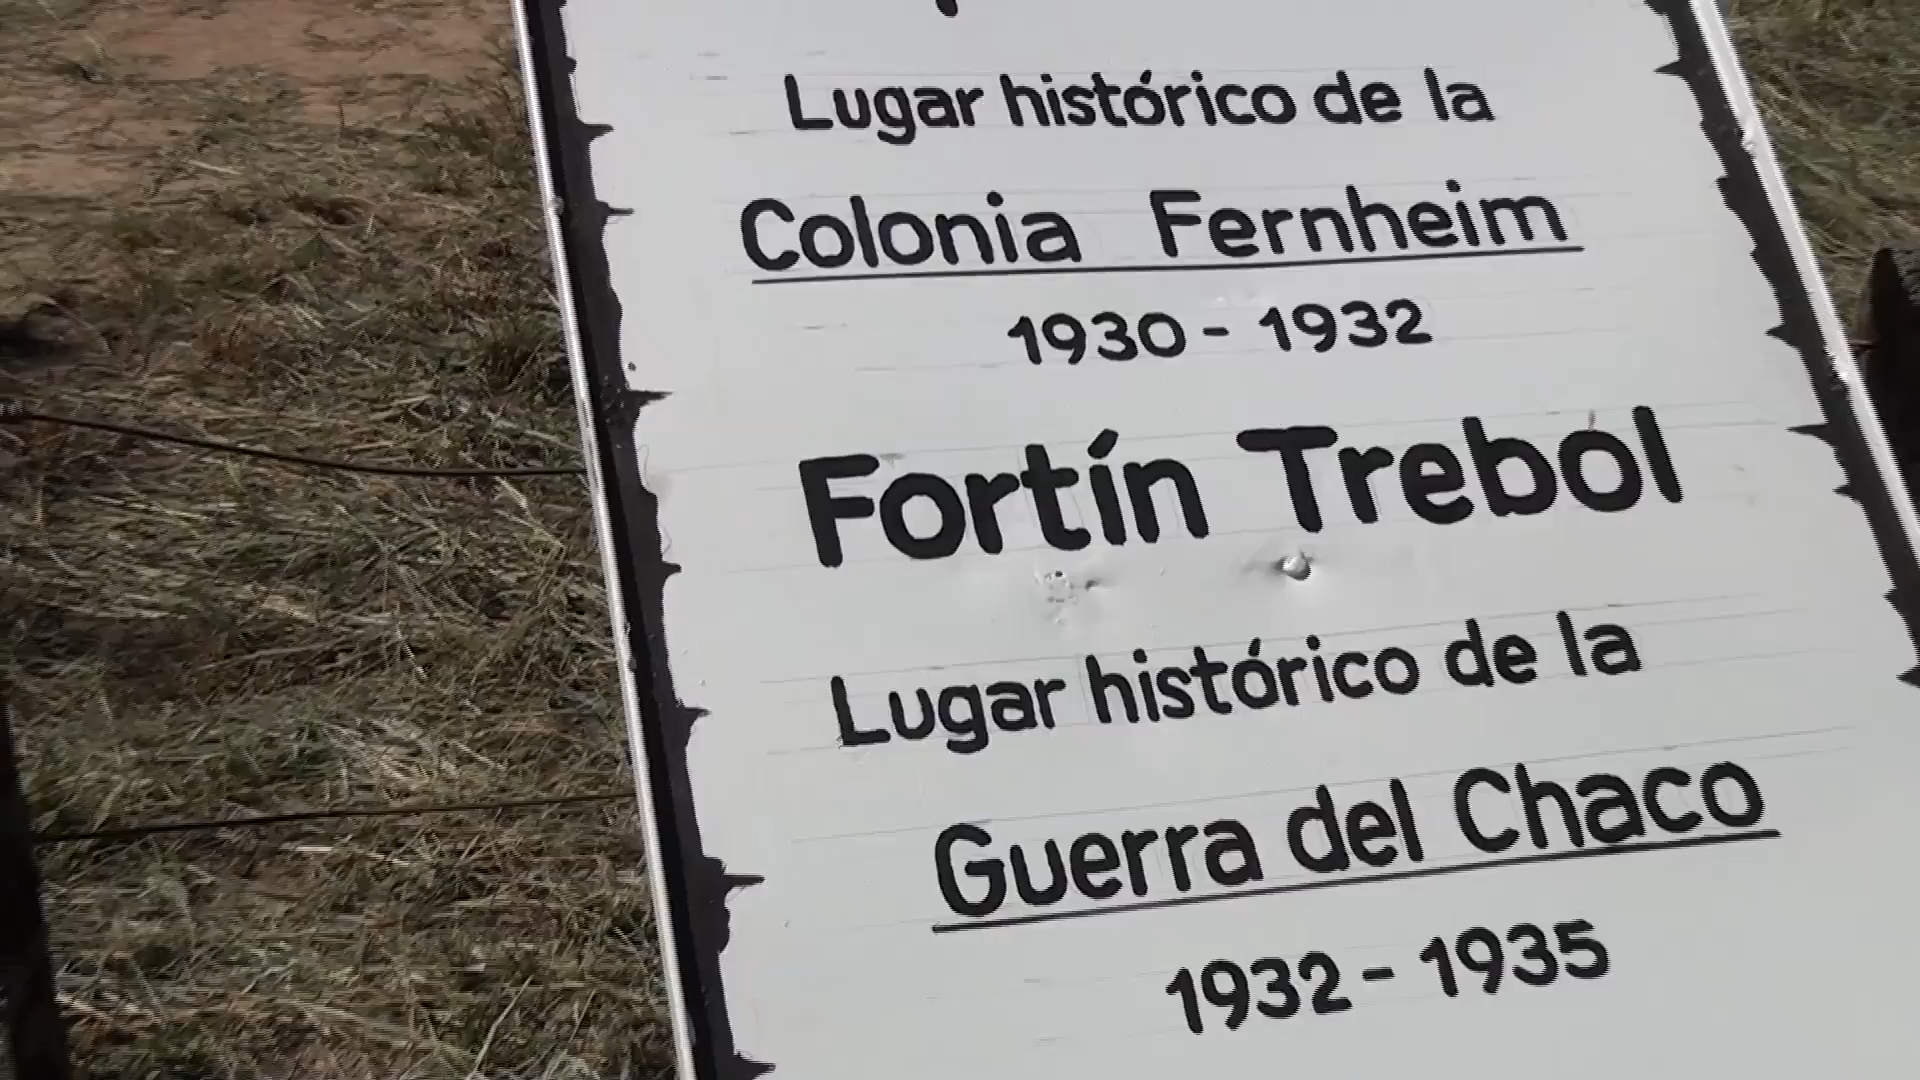 Lugar histórico de la
Colonia Fernheim
1930 - 1932
Fortín Trebol
Lugar histórico de la
Guerra del Chaco
1932 - 1935